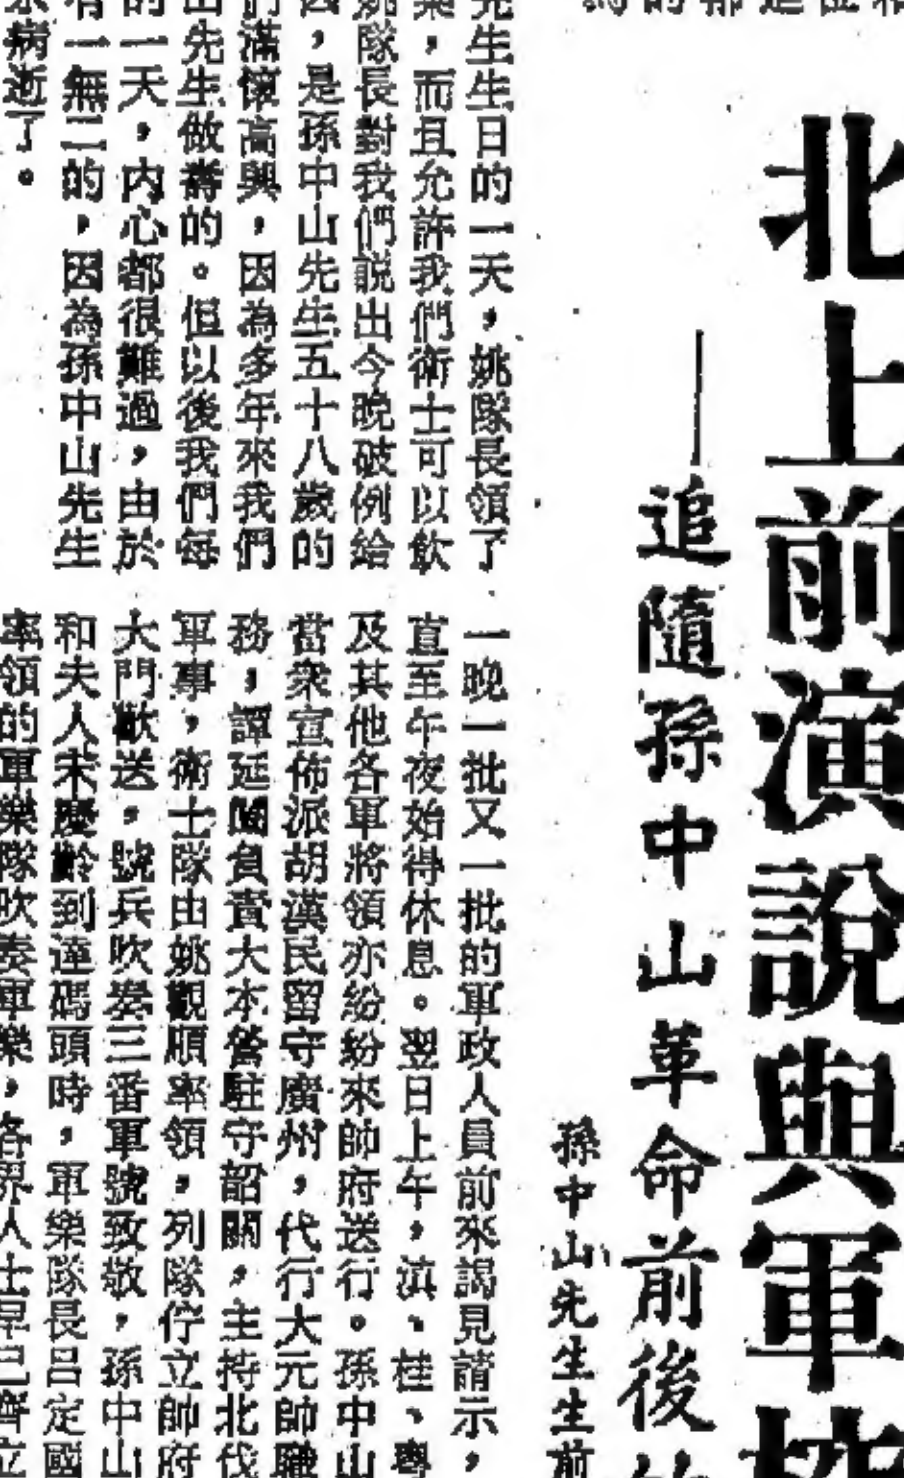 北上前演說與軍
——追隨孫中山革命前後
孫中山先生生前
先生生日的一天，姚隊長領了
樂，而且允許我們術士可以飲
姚隊長對我們說出今晚破例給
因，是孫中山先生五十八歲的
們滿懷高興，因為多年來我們
山先生做壽的。但以後我們每
的一天，內心都很難過，由於
有一無二的，因為孫中山先生
病逝了。
一晚一批又一批的軍政人員前來謁見請示，
直至午夜始得休息。翌日上午，滇、桂、粵
及其他各軍將領亦紛紛來帥府送行。孫中山
當衆宣佈派胡漢民留守廣州，代行大元帥職
務，譚延闓負責大本營駐守韶關，主持北伐
軍事，術士隊由姚觀順率領，列隊佇立帥府
大門歡送，號兵吹奏三番軍號致敬，孫中山
和夫人宋慶齡到達碼頭時，軍樂隊長呂定國
率領的軍樂隊吹奏軍樂，各界人士早已齊立